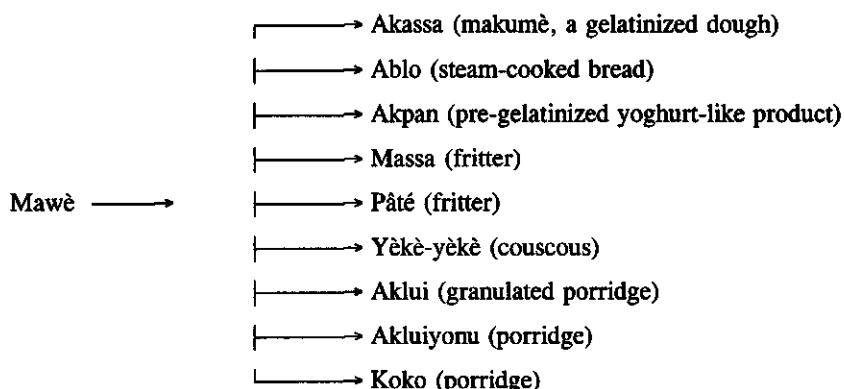 Akassa (makumè, a gelatinized dough)
Ablo (steam-cooked bread)
Akpan (pre-gelatinized yoghurt-like product)
Massa (fritter)
Mawè
Pâté (fritter)
Yèkè-yèkè (couscous)
Aklui (granulated porridge)
Akluiyonu (porridge)
Koko (porridge)